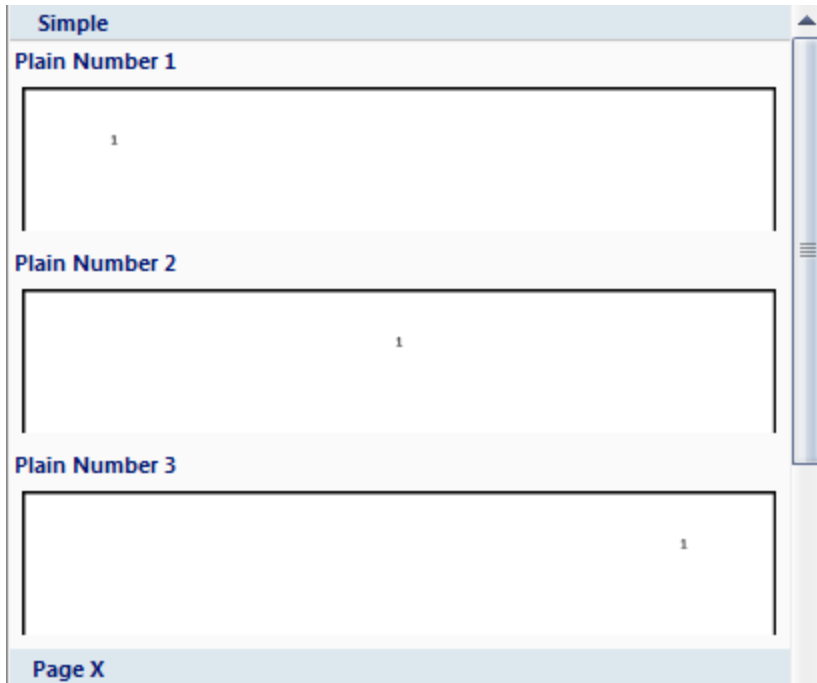 Simple
Plain Number 1
1
Plain Number 2
1
Plain Number 3
1
Page X